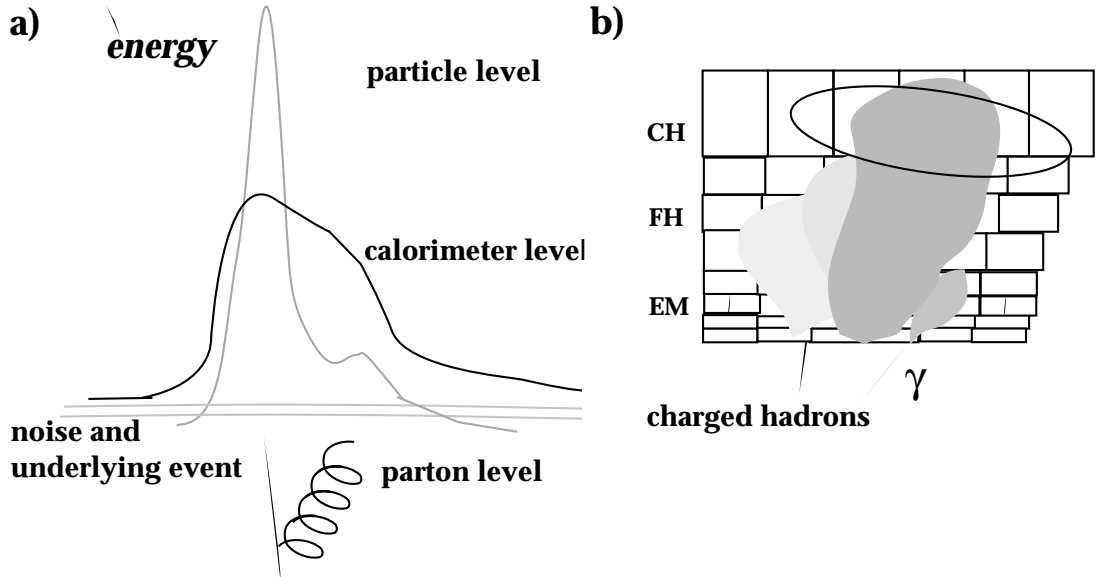 a)
energy
particle level
calorimeter level
noise and
underlying event
parton level
b)
CH
FH
EM
γ
charged hadrons